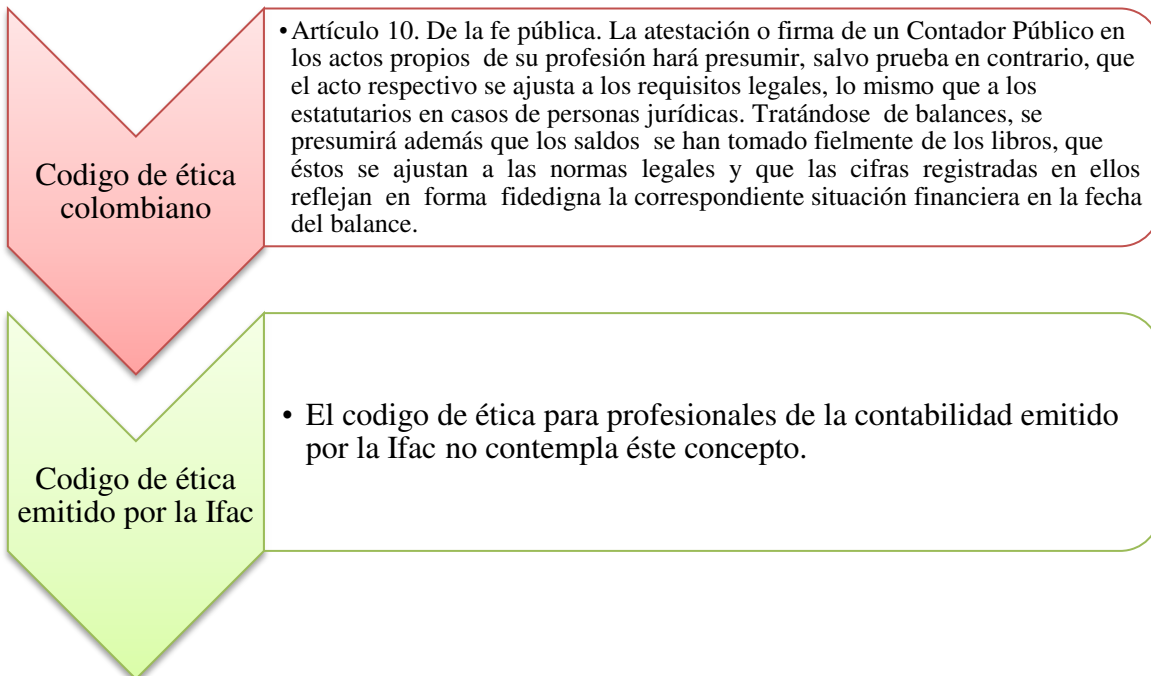 Codigo de ética
colombiano
•Artículo 10. De la fe pública. La atestación o firma de un Contador Público en
los actos propios de su profesión hará presumir, salvo prueba en contrario, que
el acto respectivo se ajusta a los requisitos legales, lo mismo que a los
estatutarios en casos de personas jurídicas. Tratándose de balances, se
presumirá además que los saldos se han tomado fielmente de los libros, que
éstos se ajustan a las normas legales y que las cifras registradas en ellos
reflejan en forma fidedigna la correspondiente situación financiera en la fecha
del balance.
Codigo de ética
emitido por la Ifac
• El codigo de ética para profesionales de la contabilidad emitido
por la Ifac no contempla éste concepto.